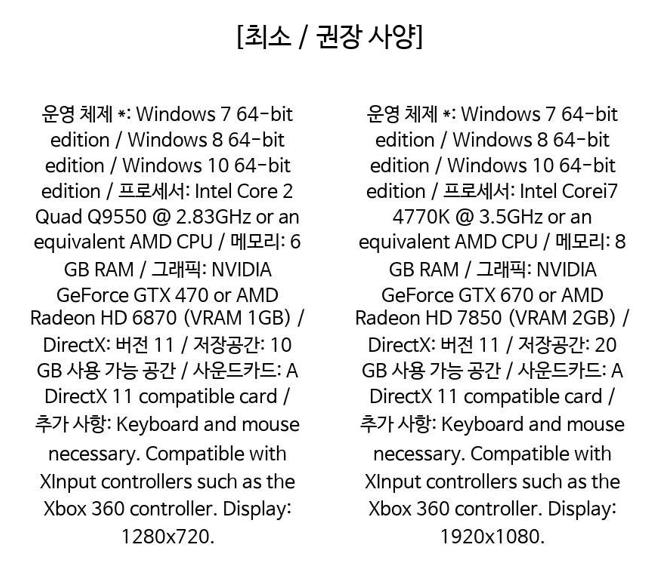 [최소 / 권장 사양]
운영 체제 *: Windows 7 64-bit
edition / Windows 8 64-bit
edition / Windows 10 64-bit
edition / 프로세서: Intel Core 2
Quad Q9550 @ 2.83GHz or an
equivalent AMD CPU / 메모리: 6
GB RAM / 그래픽: NVIDIA
GeForce GTX 470 or AMD
Radeon HD 6870 (VRAM 1GB) /
DirectX: 버전 11 / 저장공간: 10
GB 사용 가능 공간 / 사운드카드: A
DirectX 11 compatible card /
추가 사항: Keyboard and mouse
necessary. Compatible with
XInput controllers such as the
Xbox 360 controller. Display:
1280x720.
운영 체제 *: Windows 7 64-bit
edition / Windows 8 64-bit
edition / Windows 10 64-bit
edition / 프로세서: Intel Corei7
4770K @ 3.5GHz or an
equivalent AMD CPU / 메모리: 8
GB RAM / 그래픽: NVIDIA
GeForce GTX 670 or AMD
Radeon HD 7850 (VRAM 2GB) /
DirectX: 버전 11 / 저장공간: 20
GB 사용 가능 공간 / 사운드카드: A
DirectX 11 compatible card /
추가 사항: Keyboard and mouse
necessary. Compatible with
XInput controllers such as the
Xbox 360 controller. Display:
1920x1080.